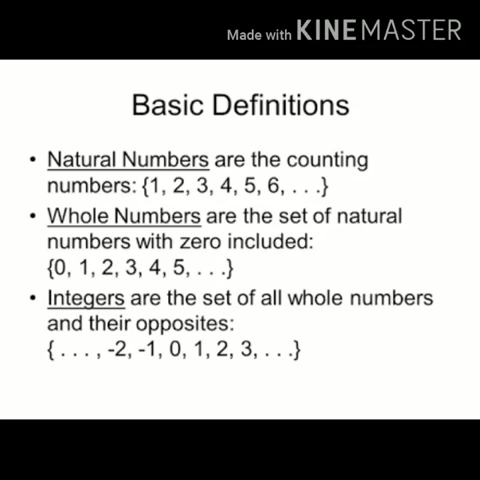 Made with KINEMASTER
Basic Definitions
• Natural Numbers are the counting
numbers: {1, 2, 3, 4, 5, 6, . . .}
• Whole Numbers are the set of natural
numbers with zero included:
{0, 1, 2, 3, 4, 5, . . .}
• Integers are the set of all whole numbers
and their opposites:
{ . . . , -2, -1, 0, 1, 2, 3, . . .}